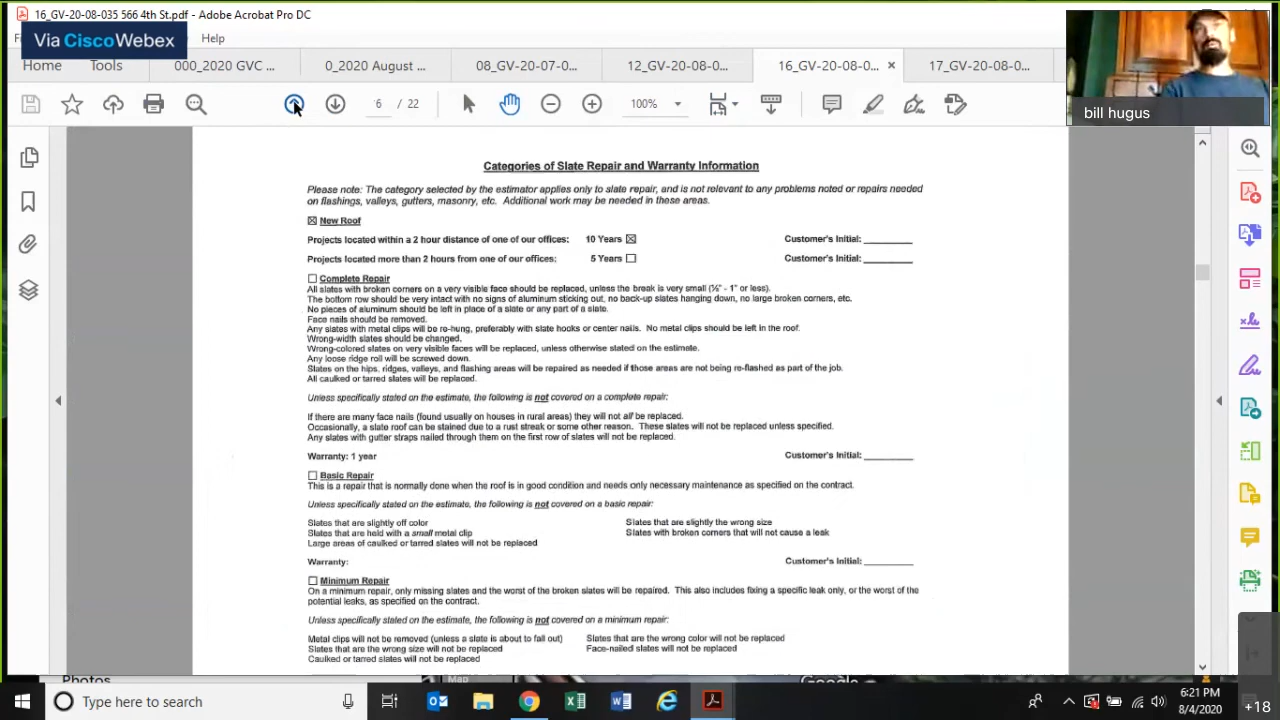 16_GV-20-08-035 566 4th St.pdf - Adobe Acrobat Pro DC
Via Cisco Webex
Help
Home Tools 000_2020 GVC ... 0_2020 August ... 08_GV-20-07-0... 12_GV-20-08-0... 16_GV-20-08-0... × 17_GV-20-08-0...
6 / 22 100%
bill hugus
Categories of Slate Repair and Warranty Information
Please note: The category selected by the estimator applies only to slate repair, and is not relevant to any problems noted or repairs needed
on flashings, valleys, gutters, masonry, etc. Additional work may be needed in these areas.
☒ New Roof
Projects located within a 2 hour distance of one of our offices: 10 Years ☒ Customer's Initial: ________
Projects located more than 2 hours from one of our offices: 5 Years ☐ Customer's Initial: ________
☐ Complete Repair
All slates with broken corners on a very visible face should be replaced, unless the break is very small (½" - 1" or less).
The bottom row should be very intact with no signs of aluminum sticking out, no back-up slates hanging down, no large broken corners, etc.
No pieces of aluminum should be left in place of a slate or any part of a slate.
Face nails should be removed.
Any slates with metal clips will be re-hung, preferably with slate hooks or center nails. No metal clips should be left in the roof.
Wrong-width slates should be changed.
Wrong-colored slates on very visible faces will be replaced, unless otherwise stated on the estimate.
Any loose ridge roll will be screwed down.
Slates on the hips, ridges, valleys, and flashing areas will be repaired as needed if those areas are not being re-flashed as part of the job.
All caulked or tarred slates will be replaced.
Unless specifically stated on the estimate, the following is not covered on a complete repair:
If there are many face nails (found usually on houses in rural areas) they will not all be replaced.
Occasionally, a slate roof can be stained due to a rust streak or some other reason. These slates will not be replaced unless specified.
Any slates with gutter straps nailed through them on the first row of slates will not be replaced.
Warranty: 1 year Customer's Initial: ________
☐ Basic Repair
This is a repair that is normally done when the roof is in good condition and needs only necessary maintenance as specified on the contract.
Unless specifically stated on the estimate, the following is not covered on a basic repair:
Slates that are slightly off color Slates that are slightly the wrong size
Slates that are held with a small metal clip Slates with broken corners that will not cause a leak
Large areas of caulked or tarred slates will not be replaced
Warranty: Customer's Initial: ________
☐ Minimum Repair
On a minimum repair, only missing slates and the worst of the broken slates will be repaired. This also includes fixing a specific leak only, or the worst of the
potential leaks, as specified on the contract.
Unless specifically stated on the estimate, the following is not covered on a minimum repair:
Metal clips will not be removed (unless a slate is about to fall out) Slates that are the wrong color will not be replaced
Slates that are the wrong size will not be replaced Face-nailed slates will not be replaced
Caulked or tarred slates will not be replaced
Photos Map Google
Type here to search
6:21 PM
8/4/2020
+18